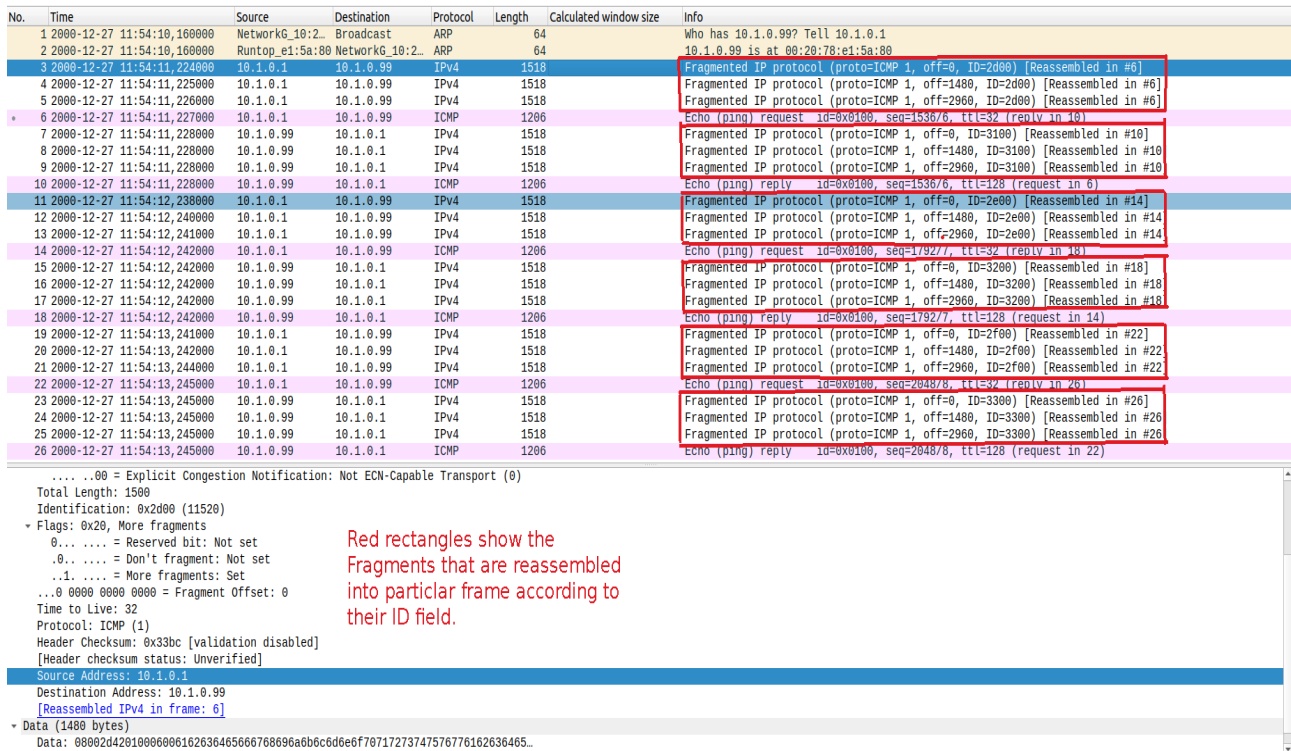 No. Time Source Destination Protocol Length Calculated window size Info
1 2000-12-27 11:54:10,160000 NetworkG_10:2… Broadcast ARP 64 Who has 10.1.0.99? Tell 10.1.0.1
2 2000-12-27 11:54:10,160000 Runtop_e1:5a:80 NetworkG_10:2… ARP 64 10.1.0.99 is at 00:20:78:e1:5a:80
3 2000-12-27 11:54:11,224000 10.1.0.1 10.1.0.99 IPv4 1518 Fragmented IP protocol (proto=ICMP 1, off=0, ID=2d00) [Reassembled in #6]
4 2000-12-27 11:54:11,225000 10.1.0.1 10.1.0.99 IPv4 1518 Fragmented IP protocol (proto=ICMP 1, off=1480, ID=2d00) [Reassembled in #6]
5 2000-12-27 11:54:11,226000 10.1.0.1 10.1.0.99 IPv4 1518 Fragmented IP protocol (proto=ICMP 1, off=2960, ID=2d00) [Reassembled in #6]
6 2000-12-27 11:54:11,227000 10.1.0.1 10.1.0.99 ICMP 1206 Echo (ping) request id=0x0100, seq=1536/6, ttl=32 (reply in 10)
7 2000-12-27 11:54:11,228000 10.1.0.99 10.1.0.1 IPv4 1518 Fragmented IP protocol (proto=ICMP 1, off=0, ID=3100) [Reassembled in #10]
8 2000-12-27 11:54:11,228000 10.1.0.99 10.1.0.1 IPv4 1518 Fragmented IP protocol (proto=ICMP 1, off=1480, ID=3100) [Reassembled in #10
9 2000-12-27 11:54:11,228000 10.1.0.99 10.1.0.1 IPv4 1518 Fragmented IP protocol (proto=ICMP 1, off=2960, ID=3100) [Reassembled in #10
10 2000-12-27 11:54:11,228000 10.1.0.99 10.1.0.1 ICMP 1206 Echo (ping) reply id=0x0100, seq=1536/6, ttl=128 (request in 6)
11 2000-12-27 11:54:12,238000 10.1.0.1 10.1.0.99 IPv4 1518 Fragmented IP protocol (proto=ICMP 1, off=0, ID=2e00) [Reassembled in #14]
12 2000-12-27 11:54:12,240000 10.1.0.1 10.1.0.99 IPv4 1518 Fragmented IP protocol (proto=ICMP 1, off=1480, ID=2e00) [Reassembled in #14
13 2000-12-27 11:54:12,241000 10.1.0.1 10.1.0.99 IPv4 1518 Fragmented IP protocol (proto=ICMP 1, off=2960, ID=2e00) [Reassembled in #14
14 2000-12-27 11:54:12,242000 10.1.0.1 10.1.0.99 ICMP 1206 Echo (ping) request id=0x0100, seq=1792/7, ttl=32 (reply in 18)
15 2000-12-27 11:54:12,242000 10.1.0.99 10.1.0.1 IPv4 1518 Fragmented IP protocol (proto=ICMP 1, off=0, ID=3200) [Reassembled in #18]
16 2000-12-27 11:54:12,242000 10.1.0.99 10.1.0.1 IPv4 1518 Fragmented IP protocol (proto=ICMP 1, off=1480, ID=3200) [Reassembled in #18
17 2000-12-27 11:54:12,242000 10.1.0.99 10.1.0.1 IPv4 1518 Fragmented IP protocol (proto=ICMP 1, off=2960, ID=3200) [Reassembled in #18
18 2000-12-27 11:54:12,242000 10.1.0.99 10.1.0.1 ICMP 1206 Echo (ping) reply id=0x0100, seq=1792/7, ttl=128 (request in 14)
19 2000-12-27 11:54:13,241000 10.1.0.1 10.1.0.99 IPv4 1518 Fragmented IP protocol (proto=ICMP 1, off=0, ID=2f00) [Reassembled in #22]
20 2000-12-27 11:54:13,242000 10.1.0.1 10.1.0.99 IPv4 1518 Fragmented IP protocol (proto=ICMP 1, off=1480, ID=2f00) [Reassembled in #22
21 2000-12-27 11:54:13,244000 10.1.0.1 10.1.0.99 IPv4 1518 Fragmented IP protocol (proto=ICMP 1, off=2960, ID=2f00) [Reassembled in #22
22 2000-12-27 11:54:13,245000 10.1.0.1 10.1.0.99 ICMP 1206 Echo (ping) request id=0x0100, seq=2048/8, ttl=32 (reply in 26)
23 2000-12-27 11:54:13,245000 10.1.0.99 10.1.0.1 IPv4 1518 Fragmented IP protocol (proto=ICMP 1, off=0, ID=3300) [Reassembled in #26]
24 2000-12-27 11:54:13,245000 10.1.0.99 10.1.0.1 IPv4 1518 Fragmented IP protocol (proto=ICMP 1, off=1480, ID=3300) [Reassembled in #26
25 2000-12-27 11:54:13,245000 10.1.0.99 10.1.0.1 IPv4 1518 Fragmented IP protocol (proto=ICMP 1, off=2960, ID=3300) [Reassembled in #26
26 2000-12-27 11:54:13,245000 10.1.0.99 10.1.0.1 ICMP 1206 Echo (ping) reply id=0x0100, seq=2048/8, ttl=128 (request in 22)
.... ..00 = Explicit Congestion Notification: Not ECN-Capable Transport (0)
Total Length: 1500
Identification: 0x2d00 (11520)
Flags: 0x20, More fragments
0... .... = Reserved bit: Not set
.0.. .... = Don't fragment: Not set
..1. .... = More fragments: Set
...0 0000 0000 0000 = Fragment Offset: 0
Time to Live: 32
Protocol: ICMP (1)
Header Checksum: 0x33bc [validation disabled]
[Header checksum status: Unverified]
Source Address: 10.1.0.1
Destination Address: 10.1.0.99
[Reassembled IPv4 in frame: 6]
Data (1480 bytes)
Data: 08002d42010006006162636465666768696a6b6c6d6e6f7071727374757677616263646​5…
Red rectangles show the
Fragments that are reassembled
into particlar frame according to
their ID field.